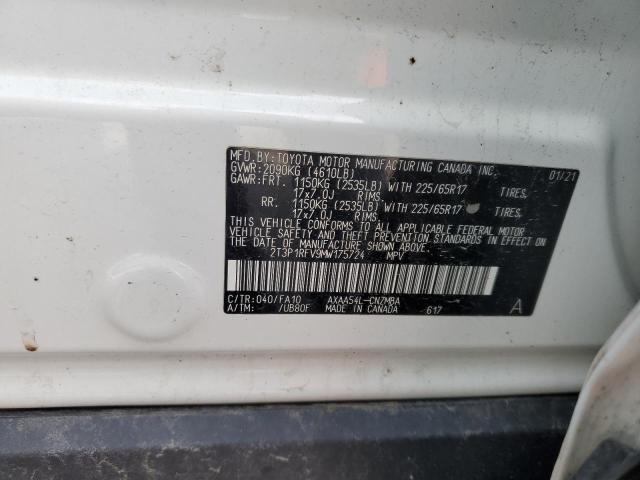 MFD.BY:TOYOTA MOTOR MANUFACTURING CANADA INC. 01/21
GVWR:2090KG (4610LB)
GAWR:FRT. 1150KG (2535LB) WITH 225/65R17 TIRES,
17x7.0J RIMS,
RR. 1150KG (2535LB) WITH 225/65R17 TIRES,
17x7.0J RIMS,
THIS VEHICLE CONFORMS TO ALL APPLICABLE FEDERAL MOTOR
VEHICLE SAFETY AND THEFT PREVENTION STANDARDS IN EFFECT ON
THE DATE OF MANUFACTURE SHOWN ABOVE.
2T3P1RFV9MW175724 MPV
C/TR:040/FA10 AXAA54L-CNZMBA
A/TM: /UB80F MADE IN CANADA 617 A